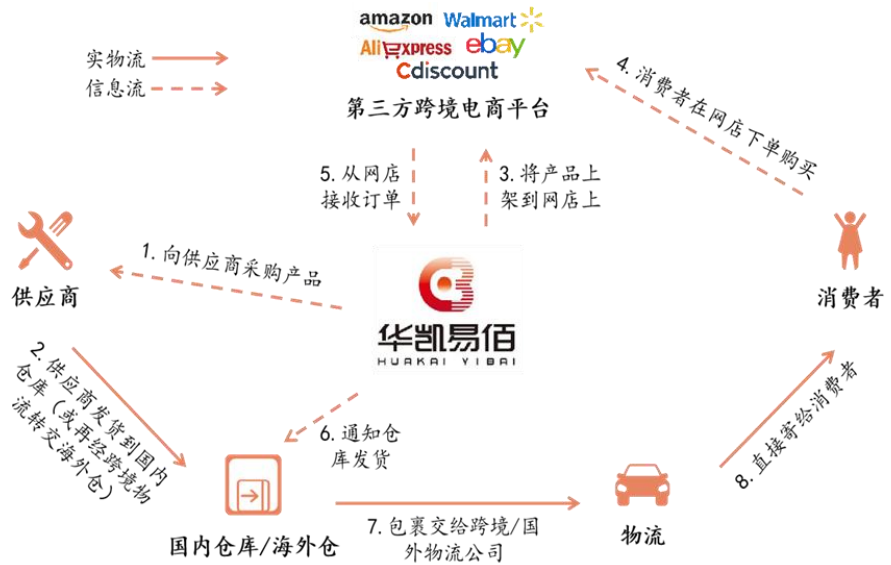 amazon Walmart
AliExpress ebay
Cdiscount
第三方跨境电商平台
实物流
信息流
4. 消费者在网店下单购买
5. 从网店
接收订单
3. 将产品上
架到网店上
1. 向供应商采购产品
供应商
消费者
华凯易佰
HUAKAI YIBAI
2. 供应商发货到国内
仓库（或再经跨境物
流转交海外仓）
6. 通知仓
库发货
8. 直接寄给消费者
国内仓库/海外仓
7. 包裹交给跨境/国
外物流公司
物流